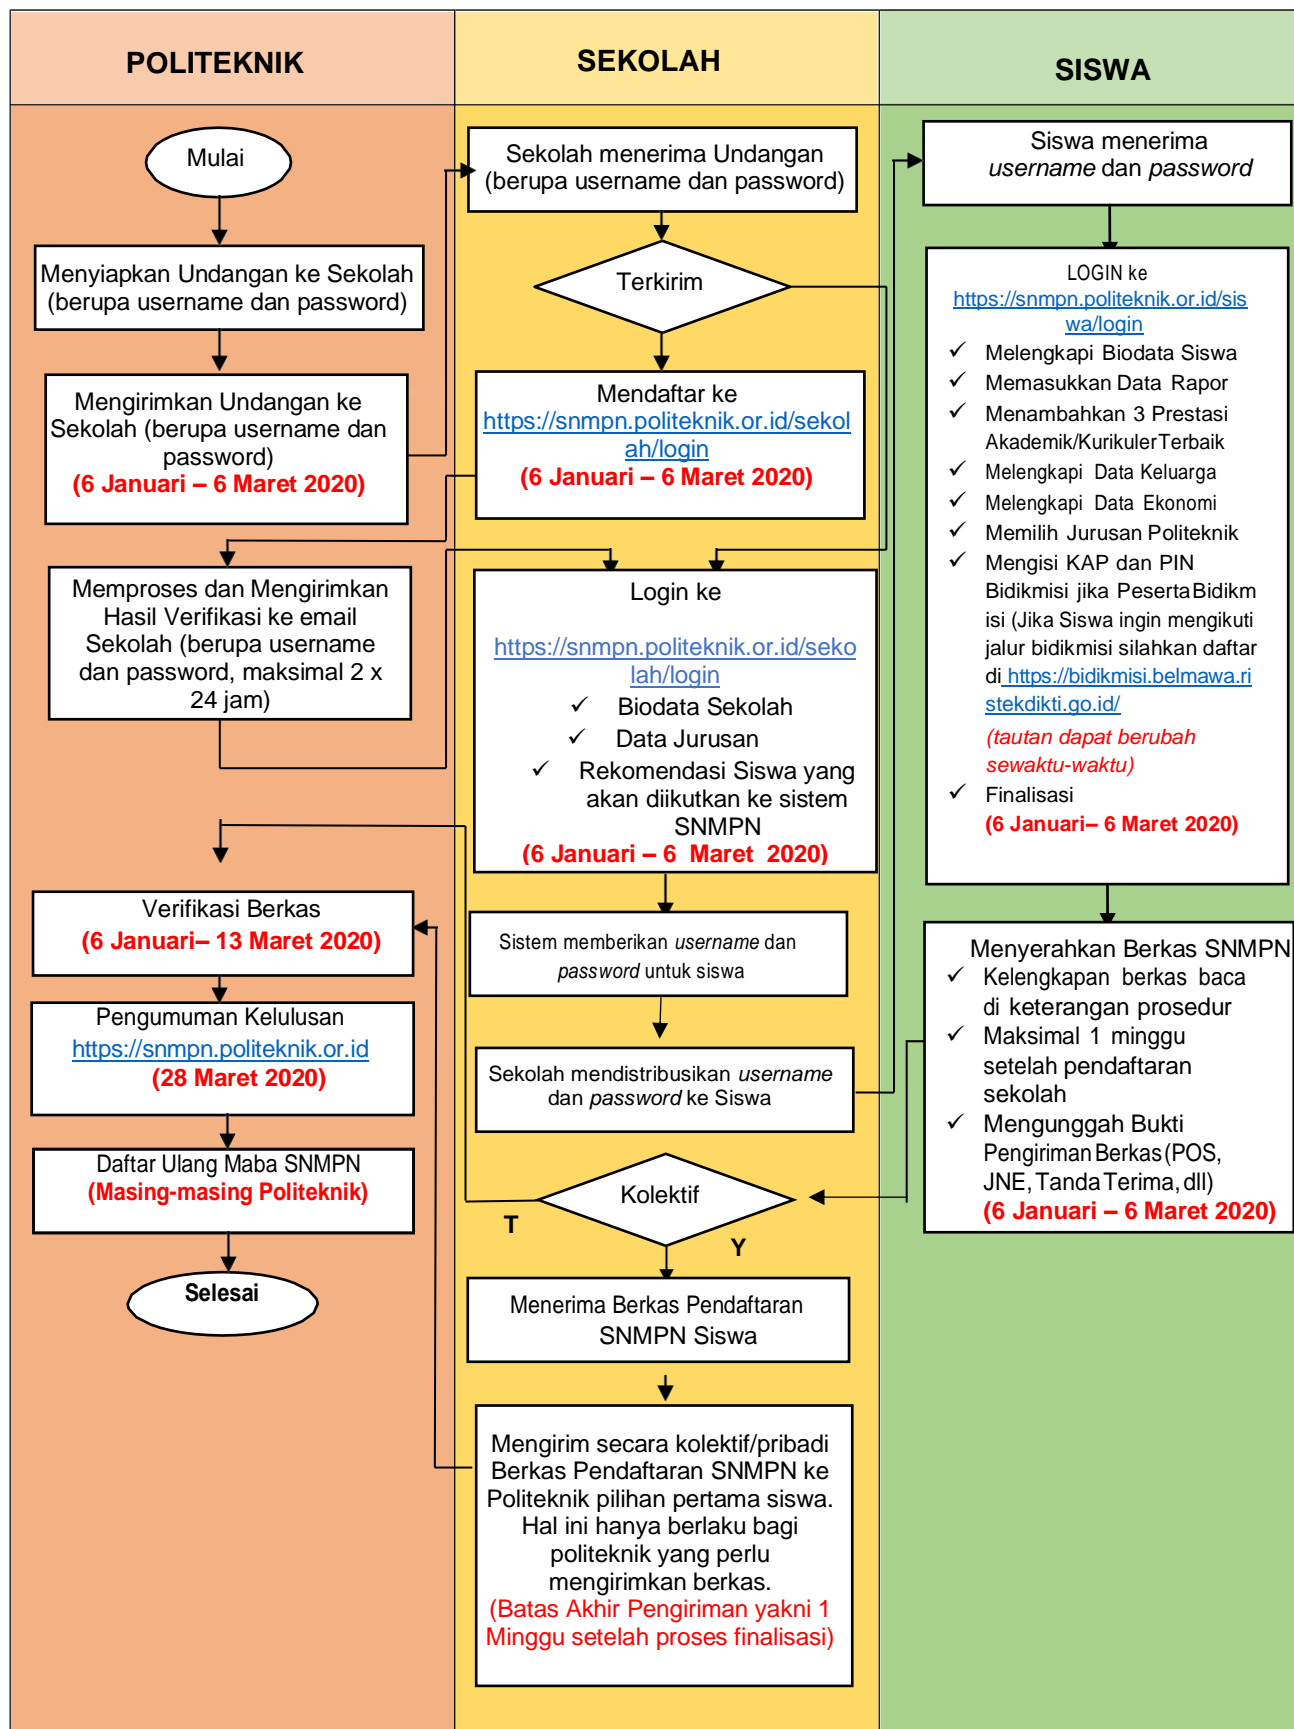 POLITEKNIK
SEKOLAH
SISWA
Mulai
Menyiapkan Undangan ke Sekolah
(berupa username dan password)
Mengirimkan Undangan ke
Sekolah (berupa username dan
password)
(6 Januari – 6 Maret 2020)
Memproses dan Mengirimkan
Hasil Verifikasi ke email
Sekolah (berupa username
dan password, maksimal 2 x
24 jam)
Verifikasi Berkas
(6 Januari– 13 Maret 2020)
Pengumuman Kelulusan
https://snmpn.politeknik.or.id
(28 Maret 2020)
Daftar Ulang Maba SNMPN
(Masing-masing Politeknik)
Selesai
Sekolah menerima Undangan
(berupa username dan password)
Terkirim
Mendaftar ke
https://snmpn.politeknik.or.id/sekol
ah/login
(6 Januari – 6 Maret 2020)
Login ke
https://snmpn.politeknik.or.id/seko
lah/login
✓ Biodata Sekolah
✓ Data Jurusan
✓ Rekomendasi Siswa yang
akan diikutkan ke sistem
SNMPN
(6 Januari – 6 Maret 2020)
Sistem memberikan username dan
password untuk siswa
Sekolah mendistribusikan username
dan password ke Siswa
Kolektif
T
Y
Menerima Berkas Pendaftaran
SNMPN Siswa
Mengirim secara kolektif/pribadi
Berkas Pendaftaran SNMPN ke
Politeknik pilihan pertama siswa.
Hal ini hanya berlaku bagi
politeknik yang perlu
mengirimkan berkas.
(Batas Akhir Pengiriman yakni 1
Minggu setelah proses finalisasi)
Siswa menerima
username dan password
LOGIN ke
https://snmpn.politeknik.or.id/sis
wa/login
✓ Melengkapi Biodata Siswa
✓ Memasukkan Data Rapor
✓ Menambahkan 3 Prestasi
Akademik/Kurikuler Terbaik
✓ Melengkapi Data Keluarga
✓ Melengkapi Data Ekonomi
✓ Memilih Jurusan Politeknik
✓ Mengisi KAP dan PIN
Bidikmisi jika Peserta Bidikm
isi (Jika Siswa ingin mengikuti
jalur bidikmisi silahkan daftar
di https://bidikmisi.belmawa.ri
stekdikti.go.id/
(tautan dapat berubah
sewaktu-waktu)
✓ Finalisasi
(6 Januari– 6 Maret 2020)
Menyerahkan Berkas SNMPN
✓ Kelengkapan berkas baca
di keterangan prosedur
✓ Maksimal 1 minggu
setelah pendaftaran
sekolah
✓ Mengunggah Bukti
Pengiriman Berkas (POS,
JNE, Tanda Terima, dll)
(6 Januari – 6 Maret 2020)